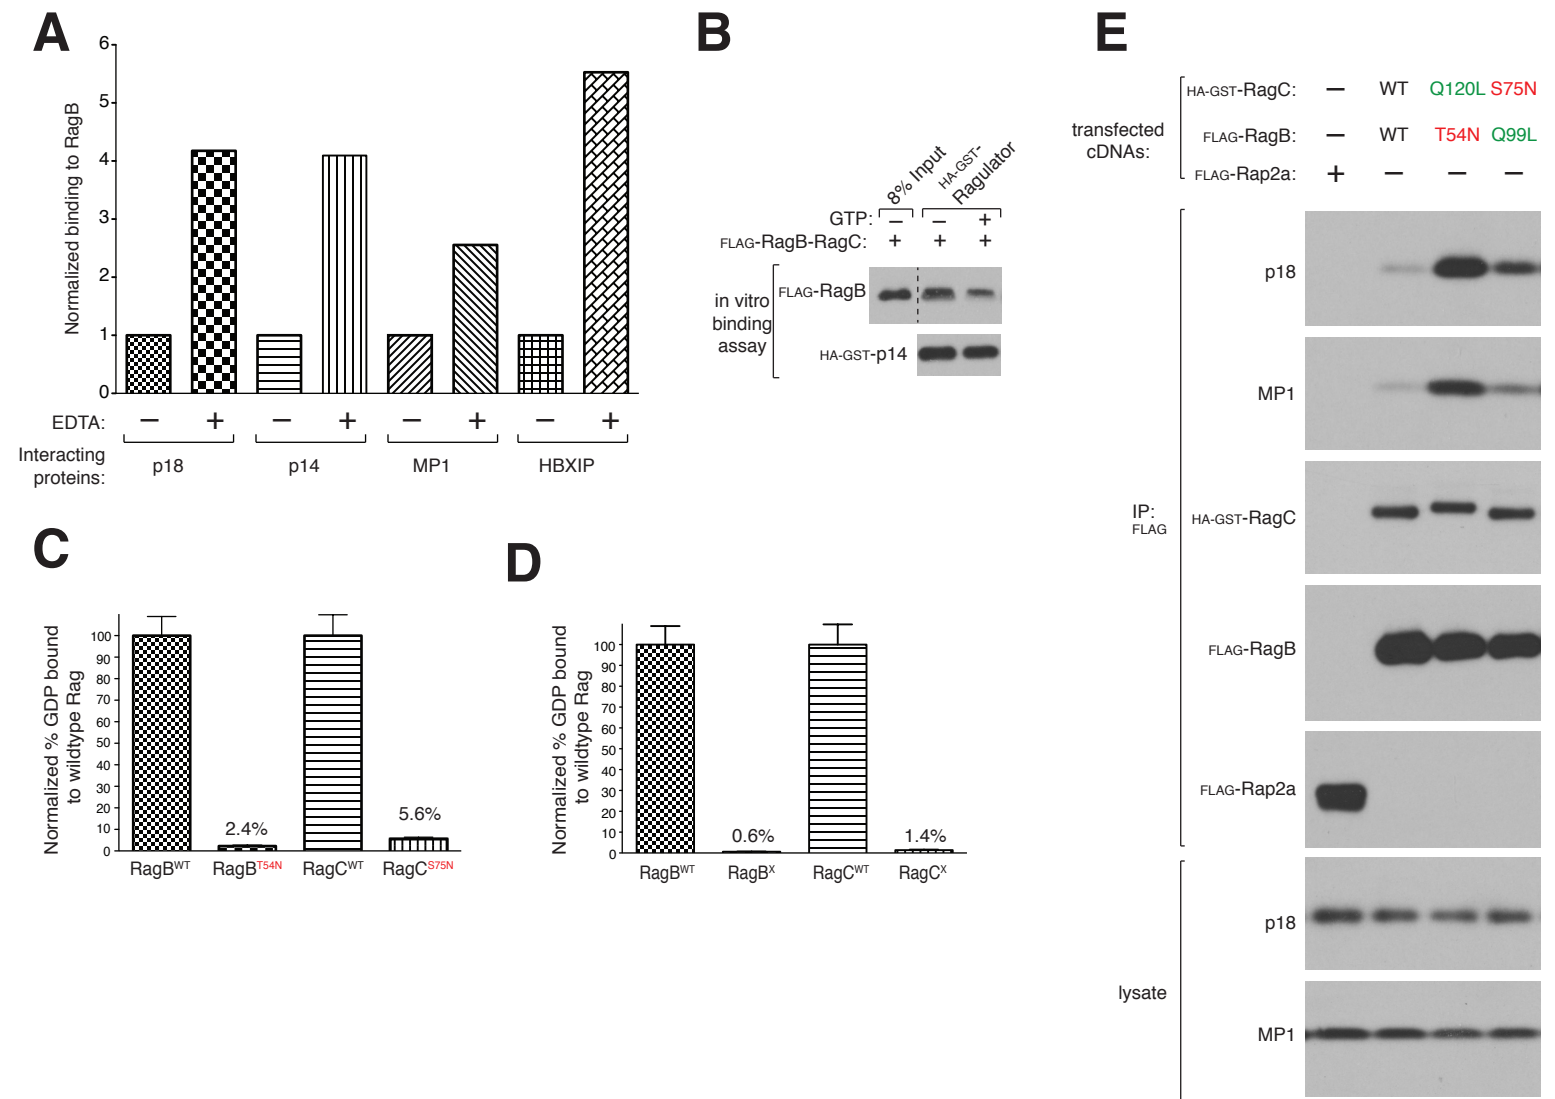 A
Normalized binding to RagB
6
5
4
3
2
1
0
EDTA: − + − + − + − +
Interacting
proteins:
p18 p14 MP1 HBXIP
B
8% Input
HA-GST-
Ragulator
GTP: − − +
FLAG-RagB-RagC: + + +
in vitro
binding
assay
FLAG-RagB
HA-GST-p14
C
Normalized % GDP bound
to wildtype Rag
100
90
80
70
60
50
40
30
20
10
0
2.4%
5.6%
RagBWT RagBT54N RagCWT RagCS75N
D
Normalized % GDP bound
to wildtype Rag
100
90
80
70
60
50
40
30
20
10
0
0.6%
1.4%
RagBWT RagBX RagCWT RagCX
E
transfected
cDNAs:
HA-GST-RagC: − WT Q120L S75N
FLAG-RagB: − WT T54N Q99L
FLAG-Rap2a: + − − −
IP:
FLAG
p18
MP1
HA-GST-RagC
FLAG-RagB
FLAG-Rap2a
lysate
p18
MP1